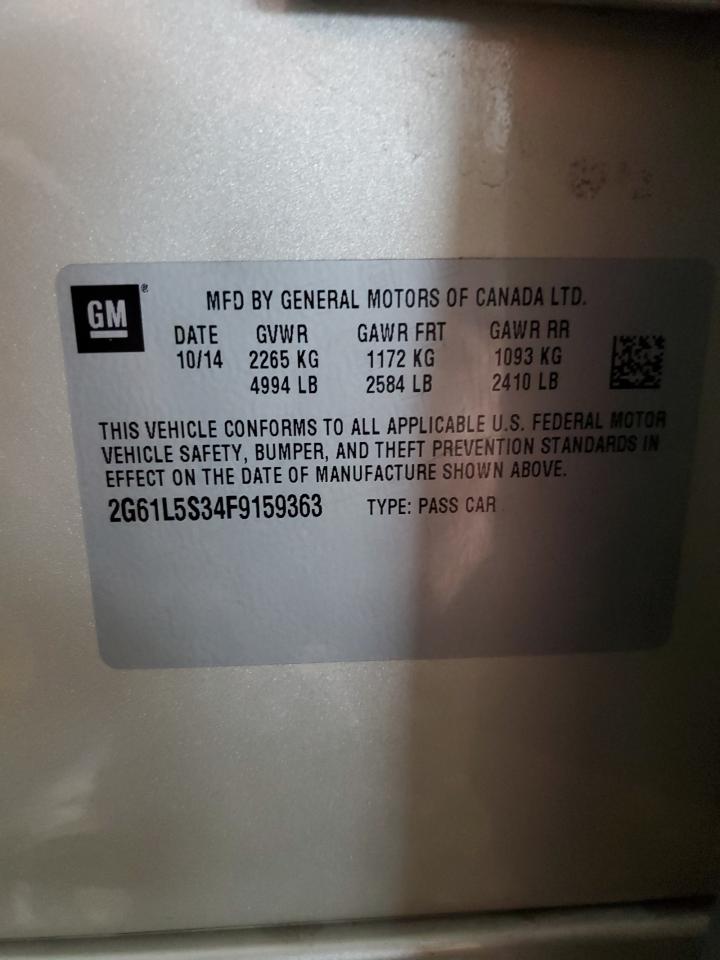 GM®
MFD BY GENERAL MOTORS OF CANADA LTD.
DATE GVWR GAWR FRT GAWR RR
10/14 2265 KG 1172 KG 1093 KG
4994 LB 2584 LB 2410 LB
THIS VEHICLE CONFORMS TO ALL APPLICABLE U.S. FEDERAL MOTOR
VEHICLE SAFETY, BUMPER, AND THEFT PREVENTION STANDARDS IN
EFFECT ON THE DATE OF MANUFACTURE SHOWN ABOVE.
2G61L5S34F9159363 TYPE: PASS CAR